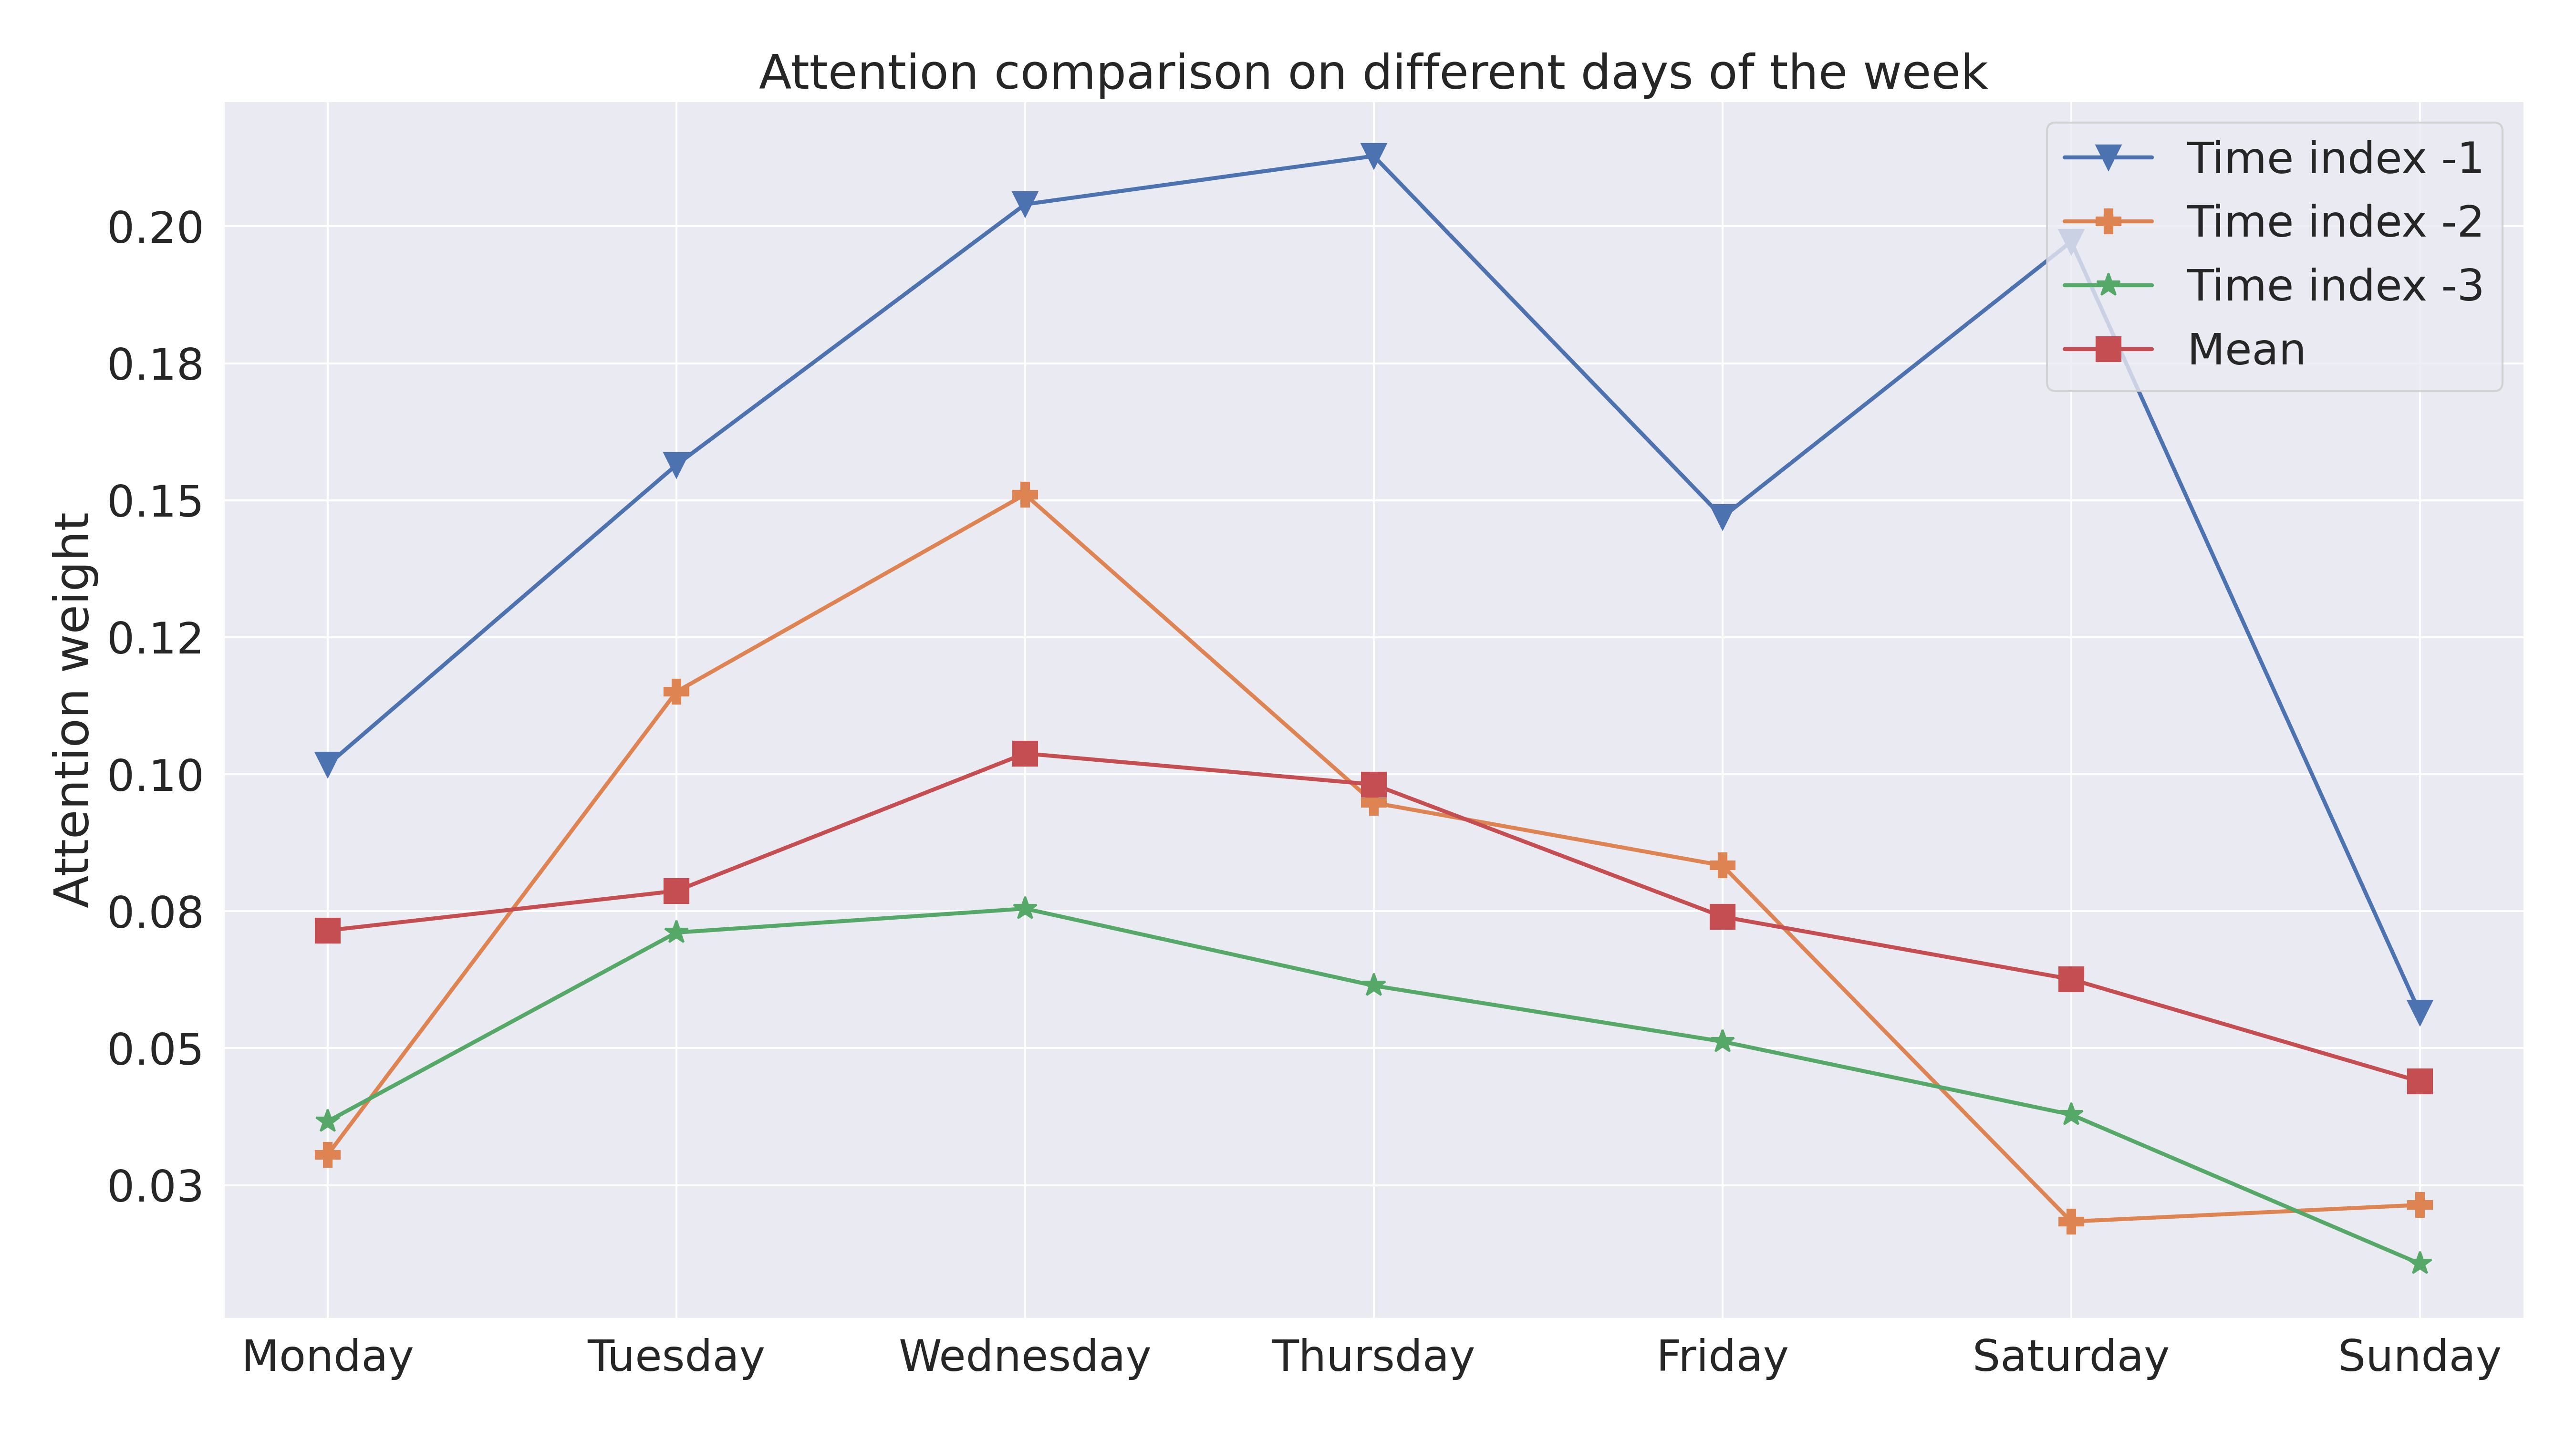 Attention comparison on different days of the week
Time index -1
Time index -2
Time index -3
Mean
Attention weight
0.20
0.18
0.15
0.12
0.10
0.08
0.05
0.03
Monday Tuesday Wednesday Thursday Friday Saturday Sunday